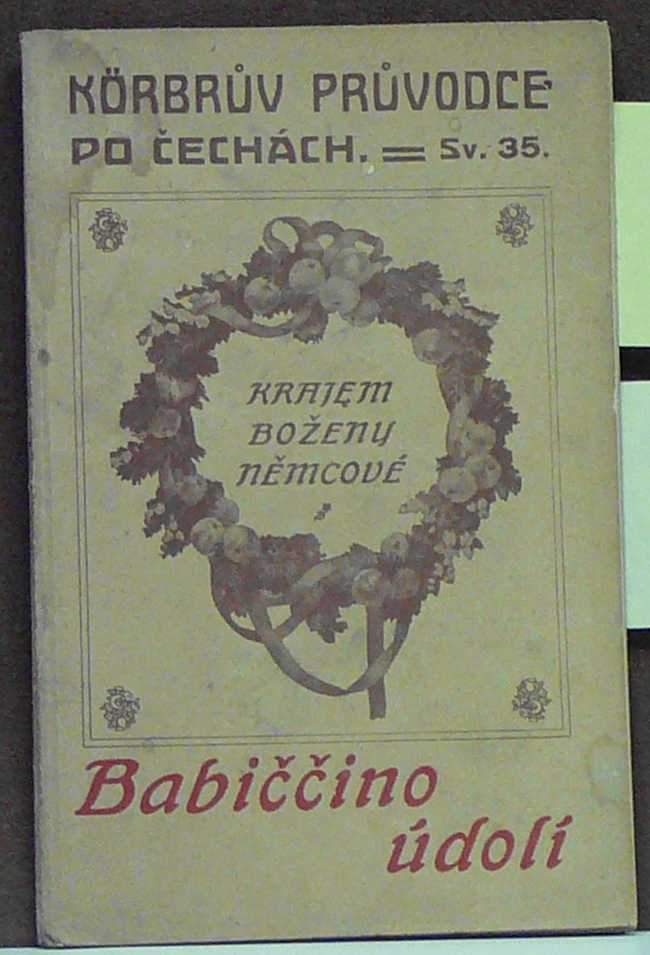 KÖRBRŮV PRŮVODCE
PO ČECHÁCH. = Sv. 35.
KRAJEM
BOŽENY
NĚMCOVÉ
Babiččino
údolí